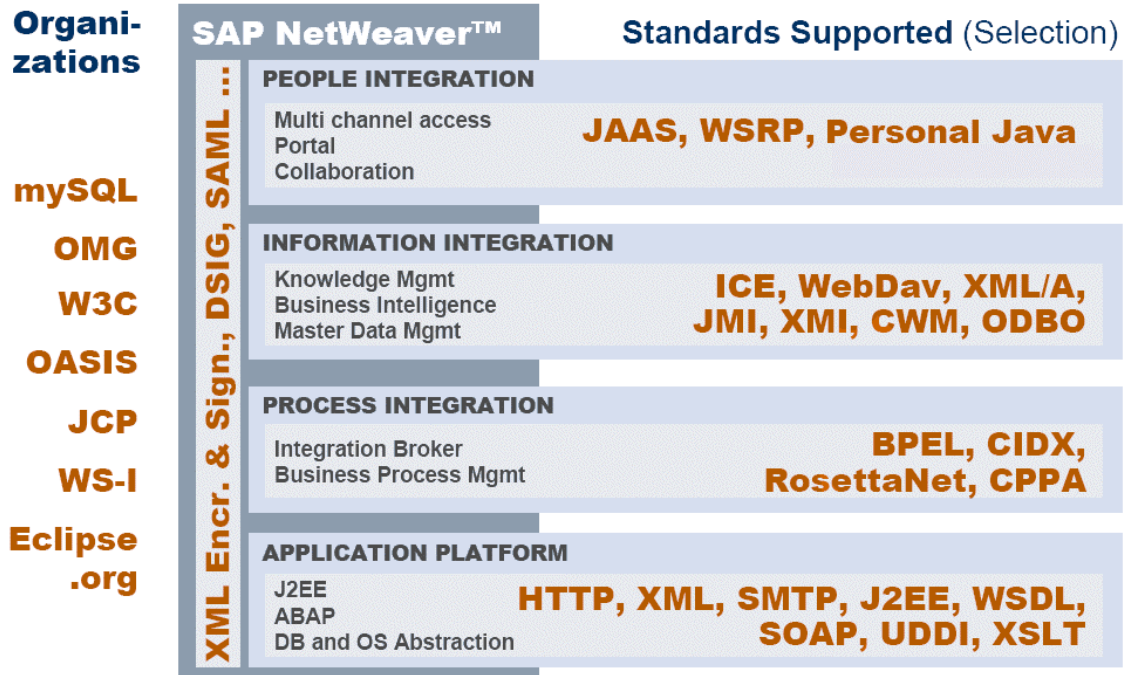 Organi-
zations
SAP NetWeaver™
Standards Supported (Selection)
mySQL
OMG
W3C
OASIS
JCP
WS-I
Eclipse
.org
XML Encr. & Sign., DSIG, SAML ...
PEOPLE INTEGRATION
Multi channel access
Portal
Collaboration
JAAS, WSRP, Personal Java
INFORMATION INTEGRATION
Knowledge Mgmt
Business Intelligence
Master Data Mgmt
ICE, WebDav, XML/A,
JMI, XMI, CWM, ODBO
PROCESS INTEGRATION
Integration Broker
Business Process Mgmt
BPEL, CIDX,
RosettaNet, CPPA
APPLICATION PLATFORM
J2EE
ABAP
DB and OS Abstraction
HTTP, XML, SMTP, J2EE, WSDL,
SOAP, UDDI, XSLT